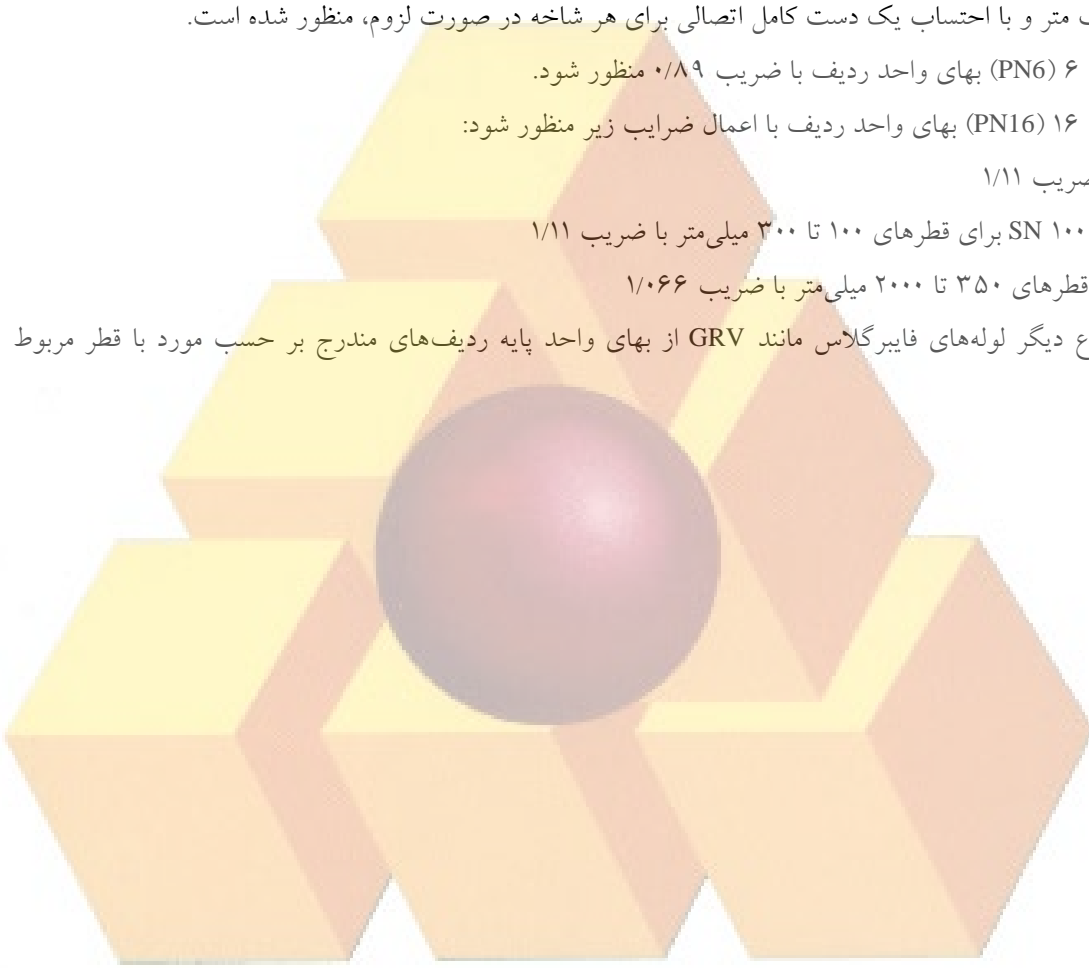 متر و با احتساب یک دست کامل اتصالی برای هر شاخه در صورت لزوم، منظور شده است.
۶ (PN6) بهای واحد ردیف با ضریب ۰/۸۹ منظور شود.
۱۶ (PN16) بهای واحد ردیف با اعمال ضرایب زیر منظور شود:
ضریب ۱/۱۱
SN ۱۰۰ برای قطرهای ۱۰۰ تا ۳۰۰ میلی‌متر با ضریب ۱/۱۱
قطرهای ۳۵۰ تا ۲۰۰۰ میلی‌متر با ضریب ۱/۰۶۶
دیگر لوله‌های فایبرگلاس مانند GRV از بهای واحد پایه ردیف‌های مندرج بر حسب مورد با قطر مربوط